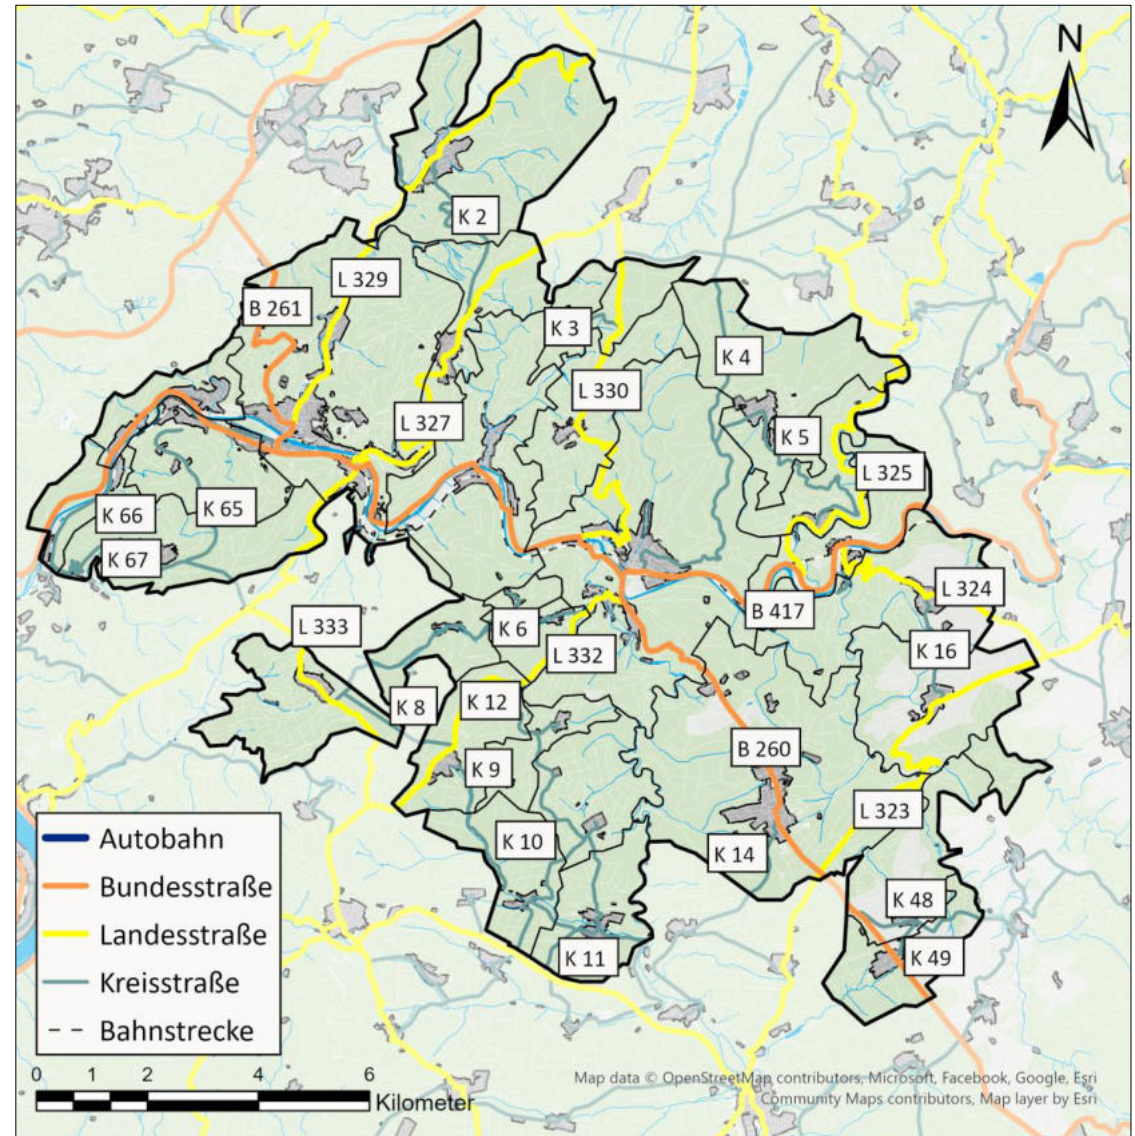 N
K 2
L 329
B 261
K 3
K 4
L 330
L 327
K 5
L 325
K 66
K 65
K 67
L 324
B 417
L 333
K 6
L 332
K 16
K 12
K 8
B 260
K 9
L 323
K 10
K 14
K 48
K 11
K 49
Autobahn
Bundesstraße
Landesstraße
Kreisstraße
Bahnstrecke
0 1 2 4 6
Kilometer
Map data © OpenStreetMap contributors, Microsoft, Facebook, Google, Esri
Community Maps contributors, Map layer by Esri